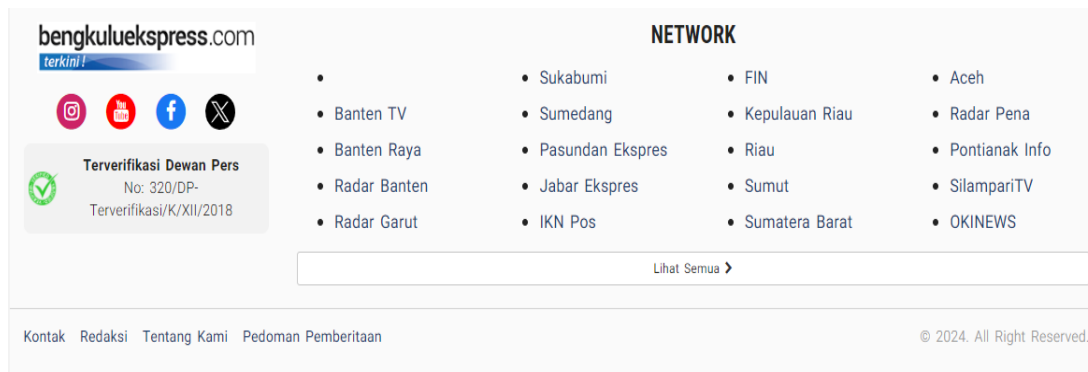 bengkuluekspress.com
terkini!
You
Tube
Terverifikasi Dewan Pers
No: 320/DP-
Terverifikasi/K/XII/2018
NETWORK
Banten TV
Banten Raya
Radar Banten
Radar Garut
Sukabumi
Sumedang
Pasundan Ekspres
Jabar Ekspres
IKN Pos
FIN
Kepulauan Riau
Riau
Sumut
Sumatera Barat
Aceh
Radar Pena
Pontianak Info
SilampariTV
OKINEWS
Lihat Semua
Kontak Redaksi Tentang Kami Pedoman Pemberitaan
© 2024. All Right Reserved.